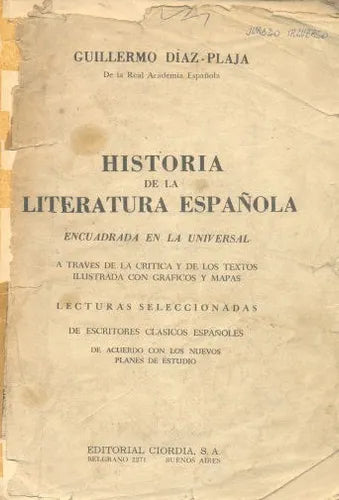 GUILLERMO DÍAZ-PLAJA
De la Real Academia Española
HISTORIA
DE LA
LITERATURA ESPAÑOLA
ENCUADRADA EN LA UNIVERSAL
A TRAVES DE LA CRITICA Y DE LOS TEXTOS
ILUSTRADA CON GRAFICOS Y MAPAS
LECTURAS SELECCIONADAS
DE ESCRITORES CLASICOS ESPAÑOLES
DE ACUERDO CON LOS NUEVOS
PLANES DE ESTUDIO
EDITORIAL CIORDIA, S. A.
BELGRANO 2271 BUENOS AIRES